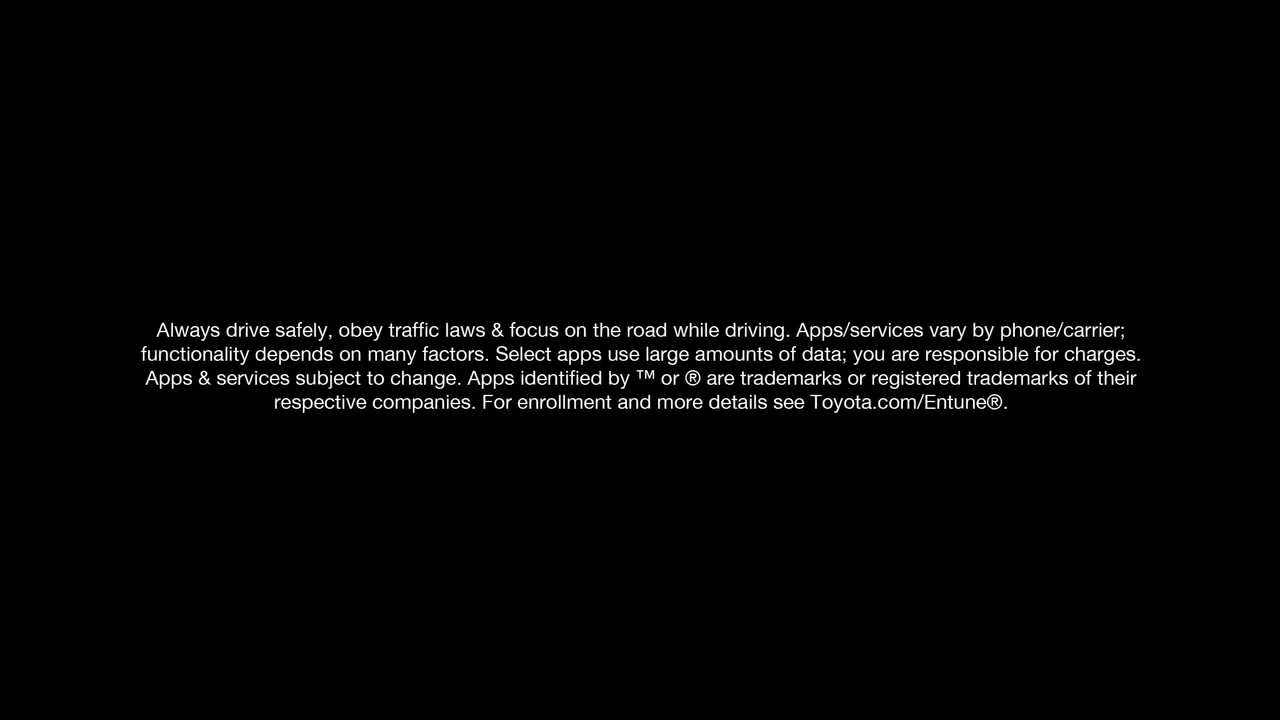 Always drive safely, obey traffic laws & focus on the road while driving. Apps/services vary by phone/carrier;
functionality depends on many factors. Select apps use large amounts of data; you are responsible for charges.
Apps & services subject to change. Apps identified by ™ or ® are trademarks or registered trademarks of their
respective companies. For enrollment and more details see Toyota.com/Entune®.